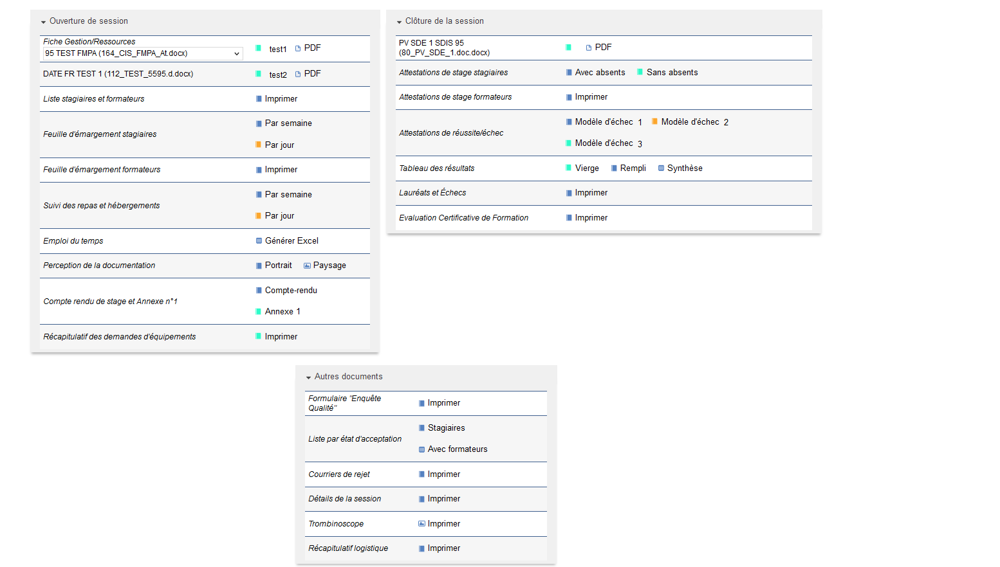 Ouverture de session
Fiche Gestion/Ressources
95 TEST FMPA (164_CIS_FMPA_At.docx)
test1 PDF
DATE FR TEST 1 (112_TEST_5595.d.docx) test2 PDF
Liste stagiaires et formateurs Imprimer
Feuille d'émargement stagiaires
Par semaine
Par jour
Feuille d'émargement formateurs Imprimer
Suivi des repas et hébergements
Par semaine
Par jour
Emploi du temps Générer Excel
Perception de la documentation Portrait Paysage
Compte rendu de stage et Annexe n°1
Compte-rendu
Annexe 1
Récapitulatif des demandes d'équipements Imprimer
Clôture de la session
PV SDE 1 SDIS 95
(80_PV_SDE_1.doc.docx)
PDF
Attestations de stage stagiaires Avec absents Sans absents
Attestations de stage formateurs Imprimer
Attestations de réussite/échec
Modèle d'échec 1 Modèle d'échec 2
Modèle d'échec 3
Tableau des résultats Vierge Rempli Synthèse
Lauréats et Échecs Imprimer
Evaluation Certificative de Formation Imprimer
Autres documents
Formulaire "Enquête
Qualité"
Imprimer
Liste par état d'acceptation
Stagiaires
Avec formateurs
Courriers de rejet Imprimer
Détails de la session Imprimer
Trombinoscope Imprimer
Récapitulatif logistique Imprimer